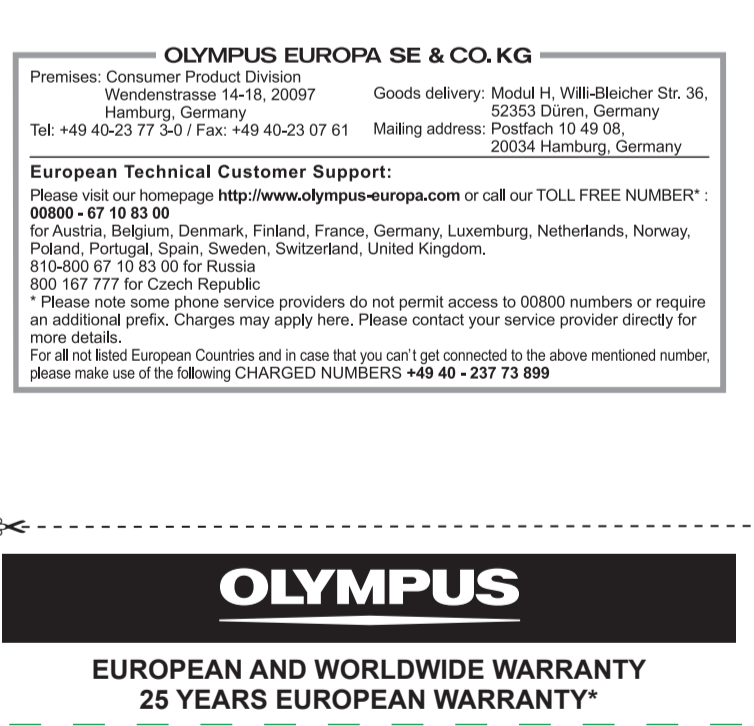 OLYMPUS EUROPA SE & CO. KG
Premises: Consumer Product Division
Wendenstrasse 14-18, 20097
Hamburg, Germany
Tel: +49 40-23 77 3-0 / Fax: +49 40-23 07 61
Goods delivery: Modul H, Willi-Bleicher Str. 36,
52353 Düren, Germany
Mailing address: Postfach 10 49 08,
20034 Hamburg, Germany
European Technical Customer Support:
Please visit our homepage http://www.olympus-europa.com or call our TOLL FREE NUMBER* :
00800 - 67 10 83 00
for Austria, Belgium, Denmark, Finland, France, Germany, Luxemburg, Netherlands, Norway,
Poland, Portugal, Spain, Sweden, Switzerland, United Kingdom.
810-800 67 10 83 00 for Russia
800 167 777 for Czech Republic
* Please note some phone service providers do not permit access to 00800 numbers or require
an additional prefix. Charges may apply here. Please contact your service provider directly for
more details.
For all not listed European Countries and in case that you can't get connected to the above mentioned number,
please make use of the following CHARGED NUMBERS +49 40 - 237 73 899
OLYMPUS
EUROPEAN AND WORLDWIDE WARRANTY
25 YEARS EUROPEAN WARRANTY*